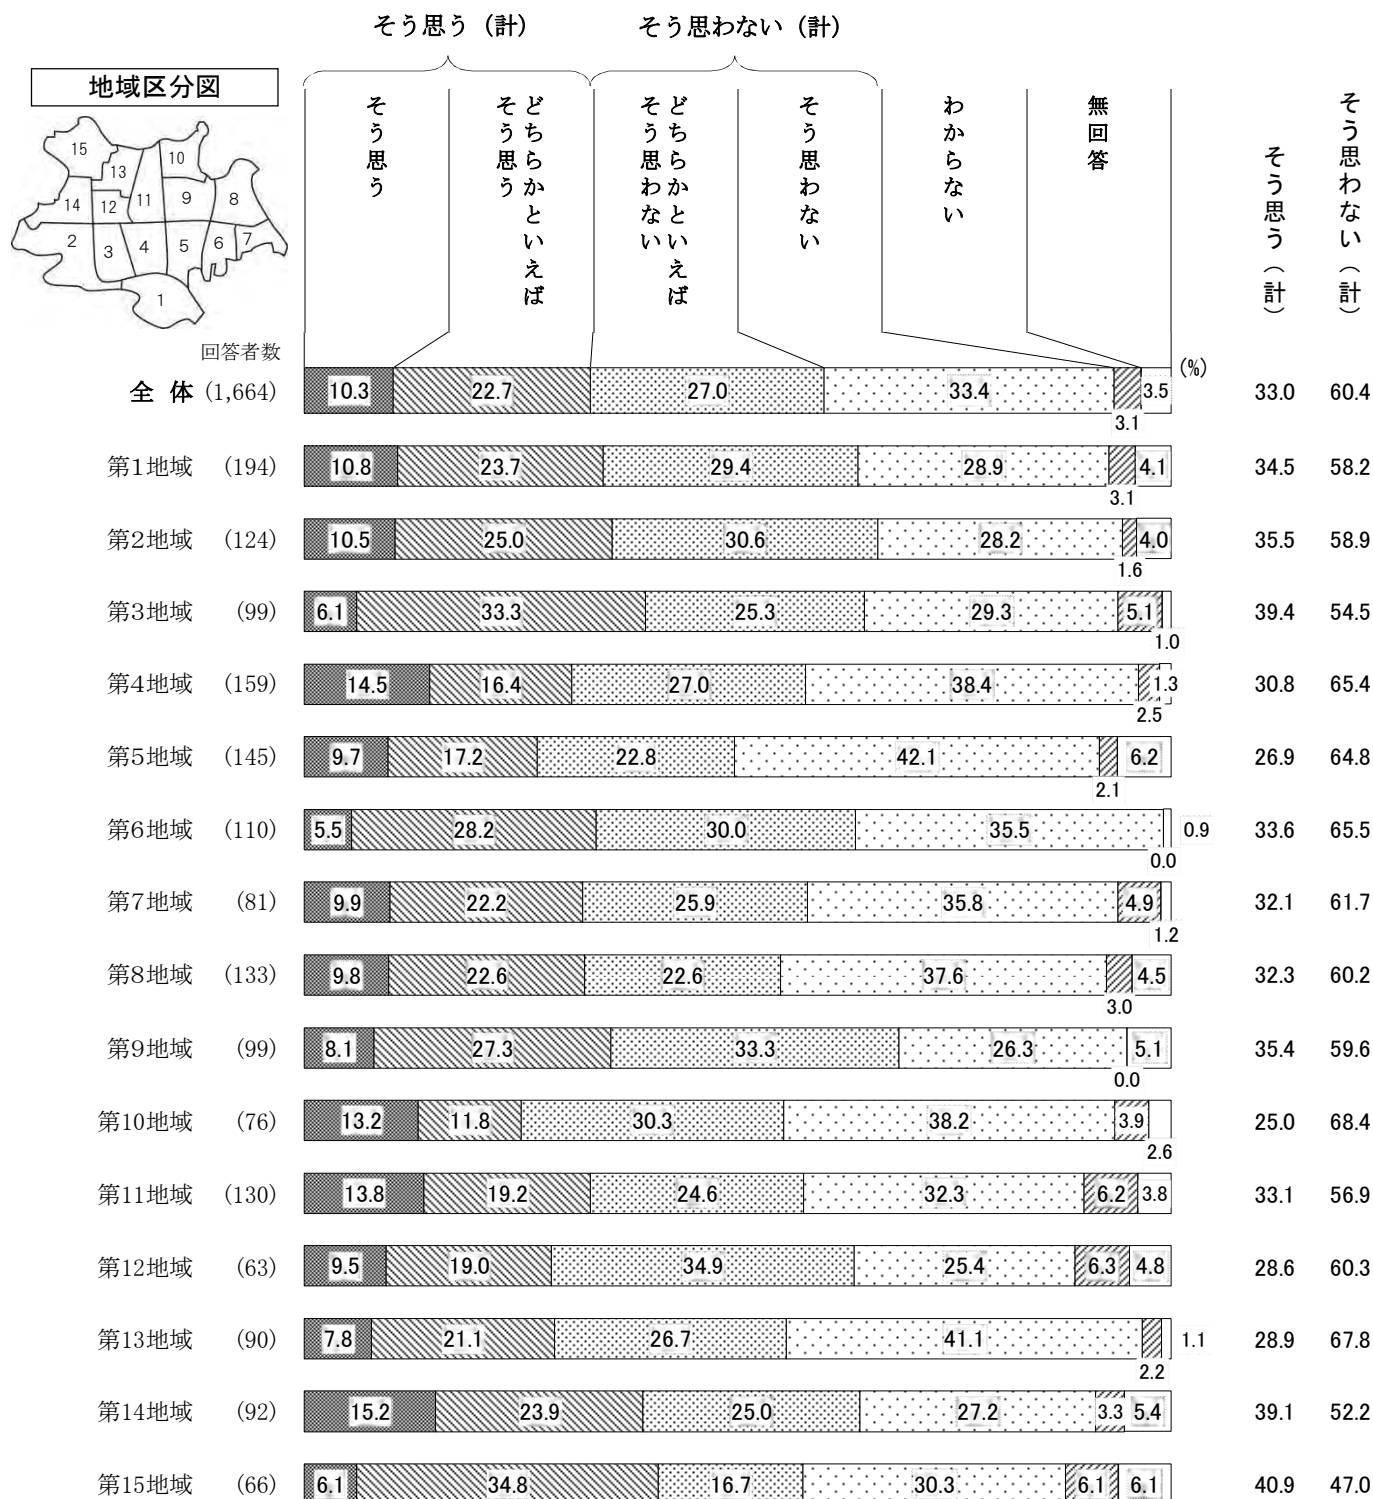 そう思う（計）
そう思わない（計）
地域区分図
15
13
10
14
12
11
9
8
2
3
4
5
6
7
1
そう思う
どちらかといえば
そう思う
どちらかといえば
そう思わない
そう思わない
わからない
無回答
そう思う（計）
そう思わない（計）
回答者数
(%)
全 体 (1,664) 10.3 22.7 27.0 33.4 3.1 3.5 33.0 60.4
第1地域 (194) 10.8 23.7 29.4 28.9 3.1 4.1 34.5 58.2
第2地域 (124) 10.5 25.0 30.6 28.2 1.6 4.0 35.5 58.9
第3地域 (99) 6.1 33.3 25.3 29.3 5.1 1.0 39.4 54.5
第4地域 (159) 14.5 16.4 27.0 38.4 2.5 1.3 30.8 65.4
第5地域 (145) 9.7 17.2 22.8 42.1 2.1 6.2 26.9 64.8
第6地域 (110) 5.5 28.2 30.0 35.5 0.0 0.9 33.6 65.5
第7地域 (81) 9.9 22.2 25.9 35.8 4.9 1.2 32.1 61.7
第8地域 (133) 9.8 22.6 22.6 37.6 3.0 4.5 32.3 60.2
第9地域 (99) 8.1 27.3 33.3 26.3 0.0 5.1 35.4 59.6
第10地域 (76) 13.2 11.8 30.3 38.2 3.9 2.6 25.0 68.4
第11地域 (130) 13.8 19.2 24.6 32.3 6.2 3.8 33.1 56.9
第12地域 (63) 9.5 19.0 34.9 25.4 6.3 4.8 28.6 60.3
第13地域 (90) 7.8 21.1 26.7 41.1 2.2 1.1 28.9 67.8
第14地域 (92) 15.2 23.9 25.0 27.2 3.3 5.4 39.1 52.2
第15地域 (66) 6.1 34.8 16.7 30.3 6.1 6.1 40.9 47.0